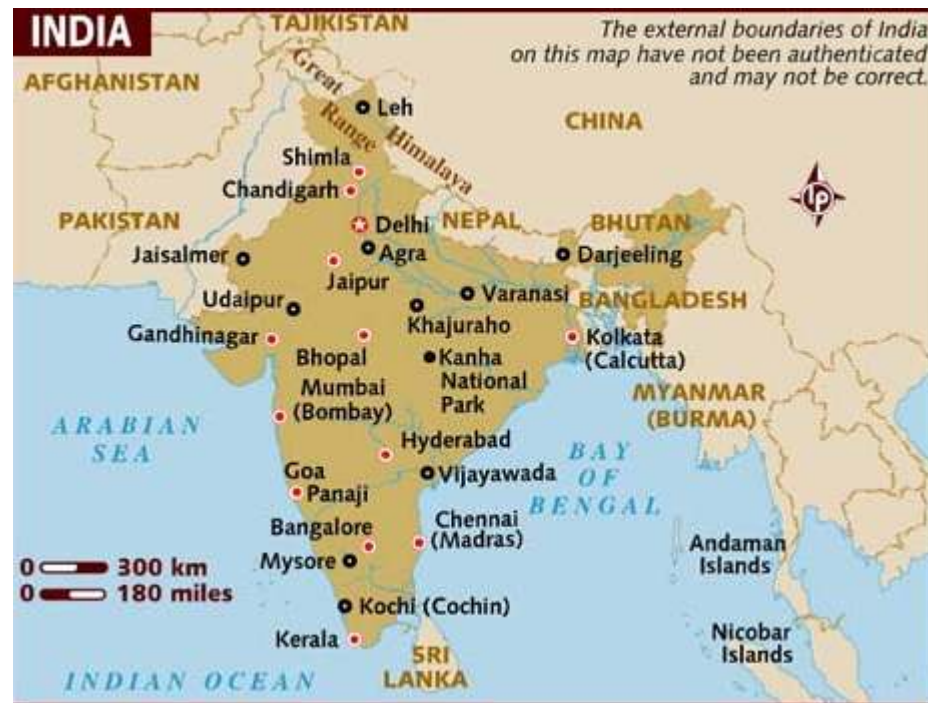 INDIA
TAJIKISTAN
The external boundaries of India
on this map have not been authenticated
and may not be correct.
AFGHANISTAN
Great
Range
Himalaya
Leh
CHINA
Shimla
Chandigarh
lp
PAKISTAN
Delhi
NEPAL
BHUTAN
Jaisalmer
Agra
Darjeeling
Jaipur
Udaipur
Varanasi
BANGLADESH
Khajuraho
Gandhinagar
Kolkata
(Calcutta)
Bhopal
Kanha
National
Park
Mumbai
(Bombay)
MYANMAR
(BURMA)
ARABIAN
SEA
Hyderabad
BAY
OF
BENGAL
Vijayawada
Goa
Panaji
Bangalore
Chennai
(Madras)
Mysore
Andaman
Islands
0 300 km
0 180 miles
Kochi (Cochin)
Kerala
Nicobar
Islands
SRI
LANKA
INDIAN OCEAN